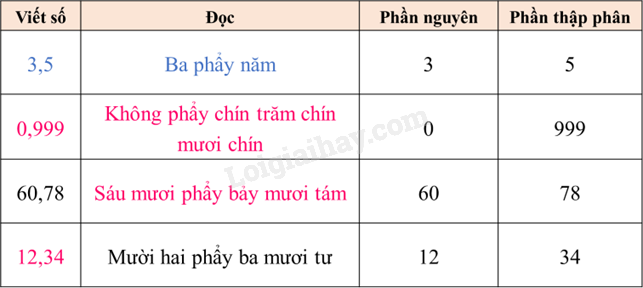 Viết số Đọc Phần nguyên Phần thập phân
3,5 Ba phẩy năm 3 5
0,999 Không phẩy chín trăm chín mươi chín 0 999
60,78 Sáu mươi phẩy bảy mươi tám 60 78
12,34 Mười hai phẩy ba mươi tư 12 34
Loigiaihay.com